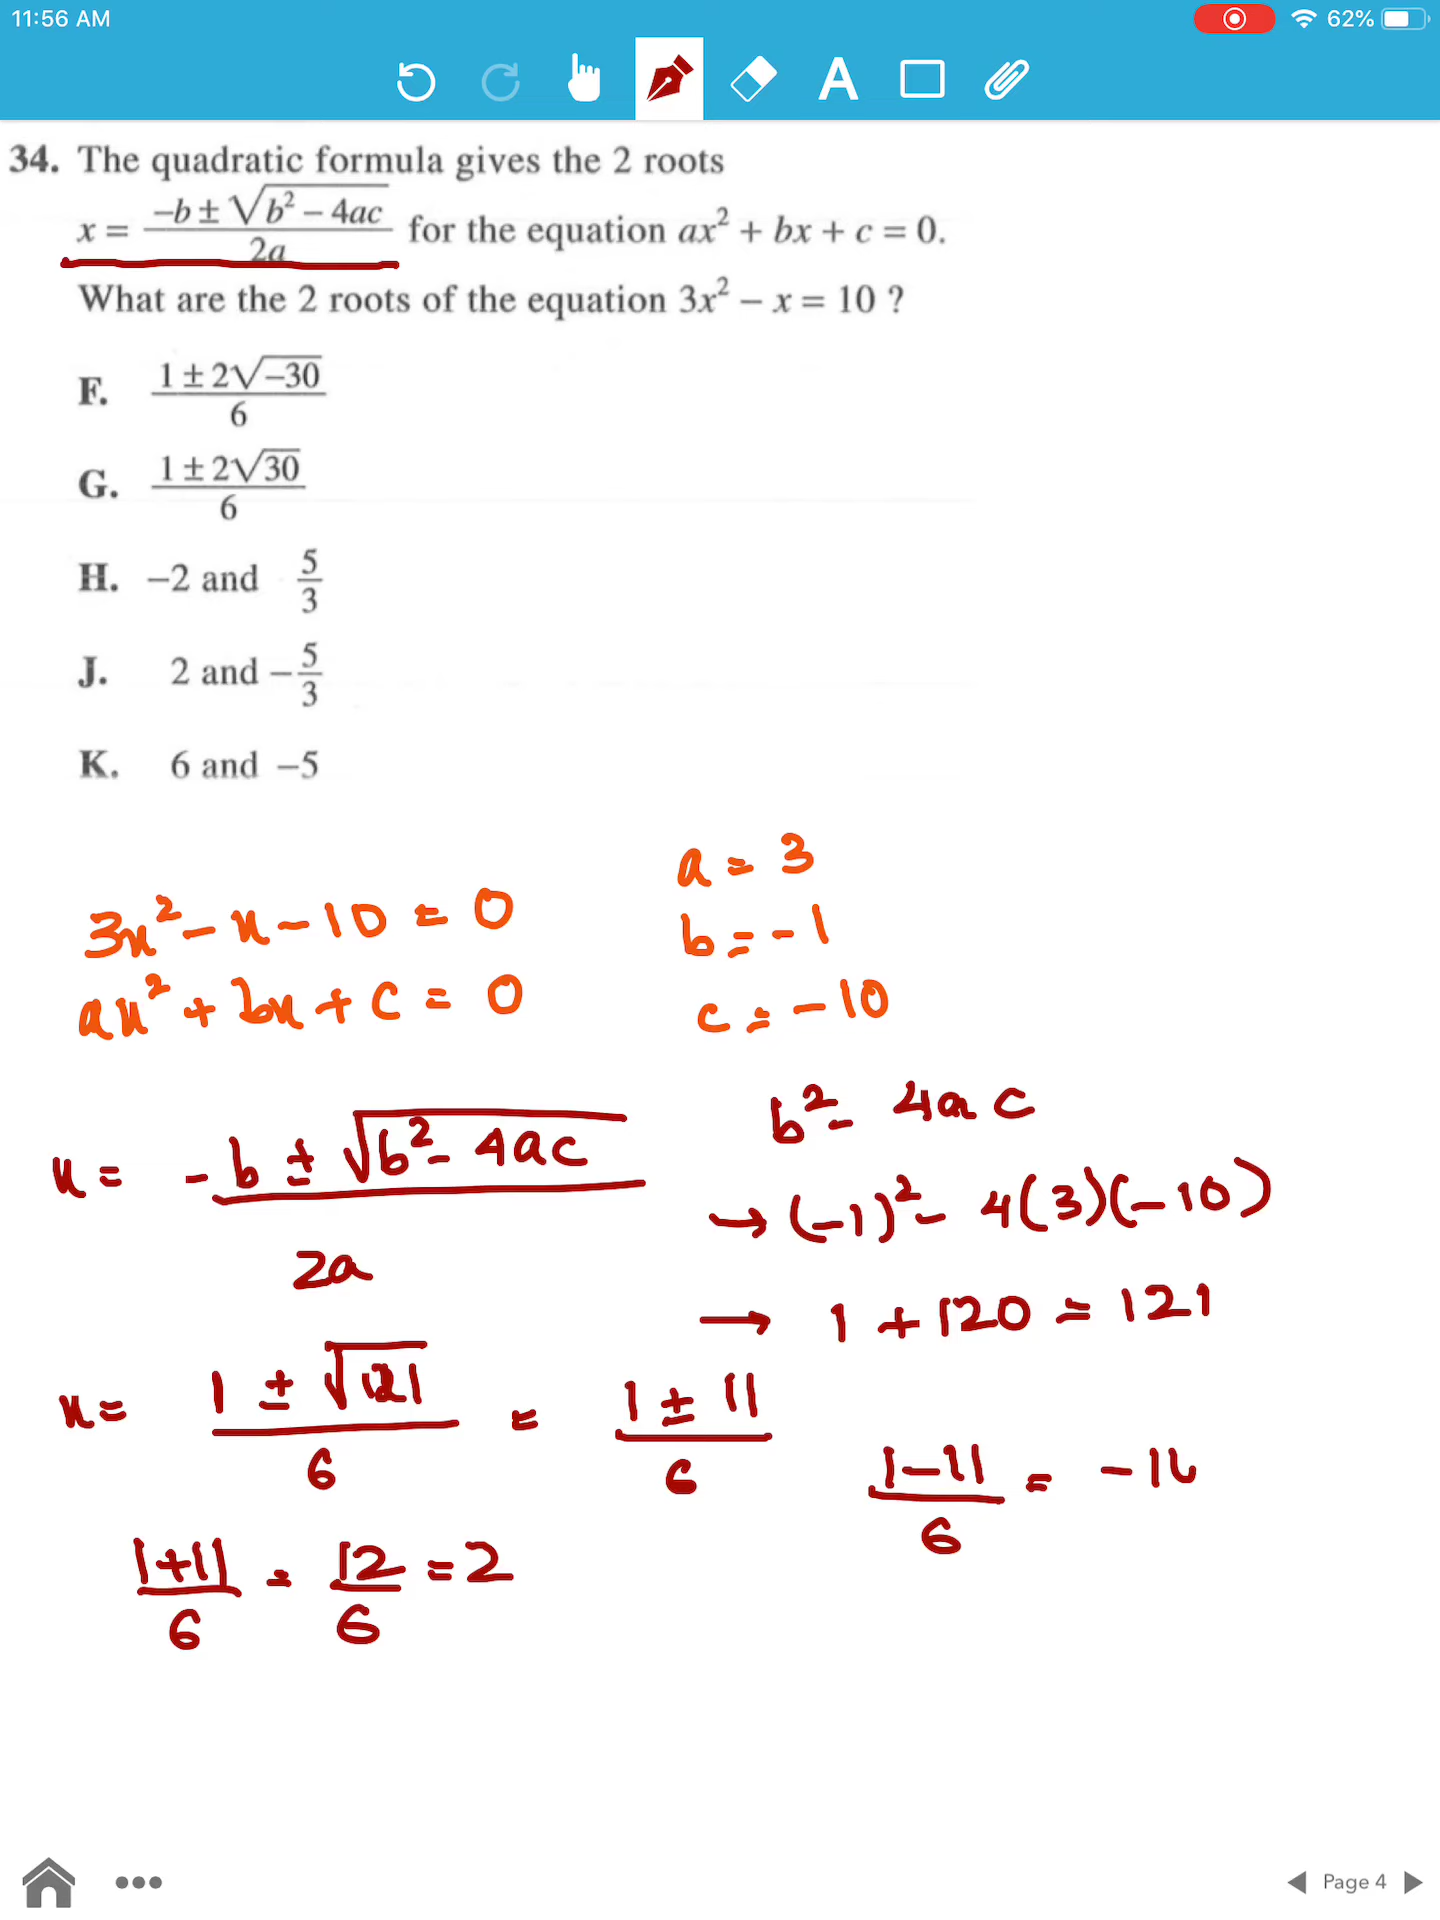 11:56 AM
62%
A
34. The quadratic formula gives the 2 roots
x = (-b ± √(b² – 4ac))/(2a) for the equation ax² + bx + c = 0.
What are the 2 roots of the equation 3x² – x = 10 ?
F. (1 ± 2√–30)/6
G. (1 ± 2√30)/6
H. –2 and 5/3
J. 2 and –5/3
K. 6 and –5
a = 3
3x² - x - 10 = 0
b = -1
ax² + bx + c = 0
c = -10
b² - 4ac
x = (-b ± √(b² - 4ac))/(2a)
→ (-1)² - 4(3)(-10)
→ 1 + 120 = 121
x = (1 ± √121)/6 = (1 ± 11)/6
(1-11)/6 = -1
(1+11)/6 = 12/6 = 2
Page 4